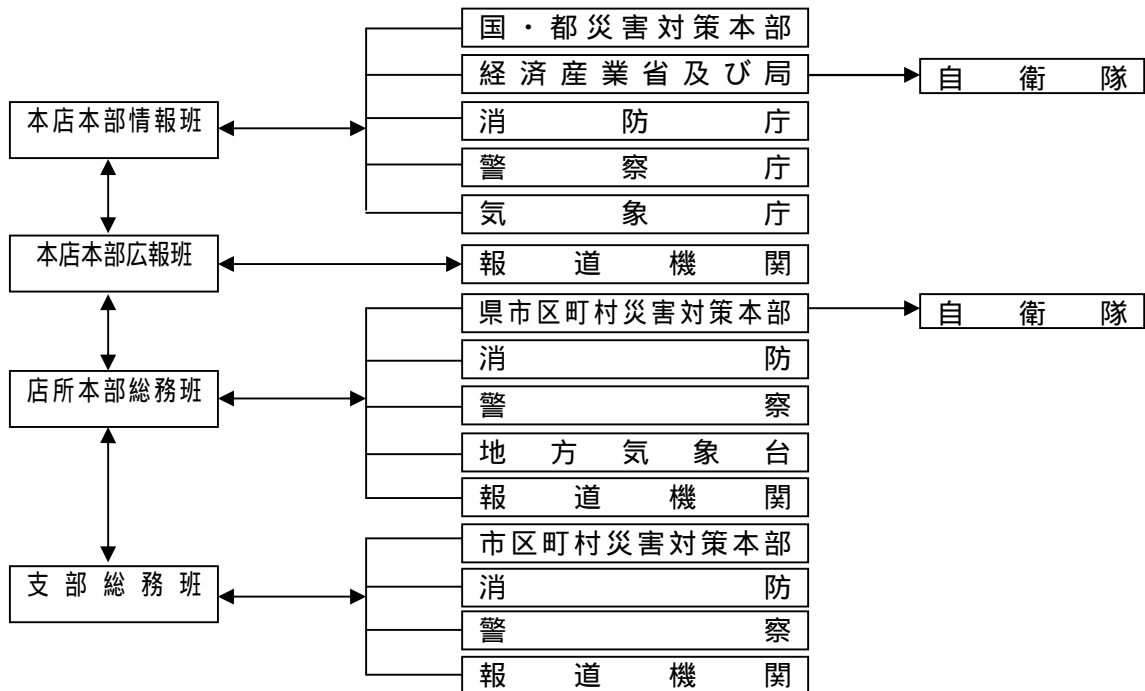 国・都災害対策本部
経済産業省及び局
自衛隊
本店本部情報班
消防庁
警察庁
気象庁
本店本部広報班
報道機関
県市区町村災害対策本部
自衛隊
店所本部総務班
消防
警察
地方気象台
報道機関
市区町村災害対策本部
支部総務班
消防
警察
報道機関